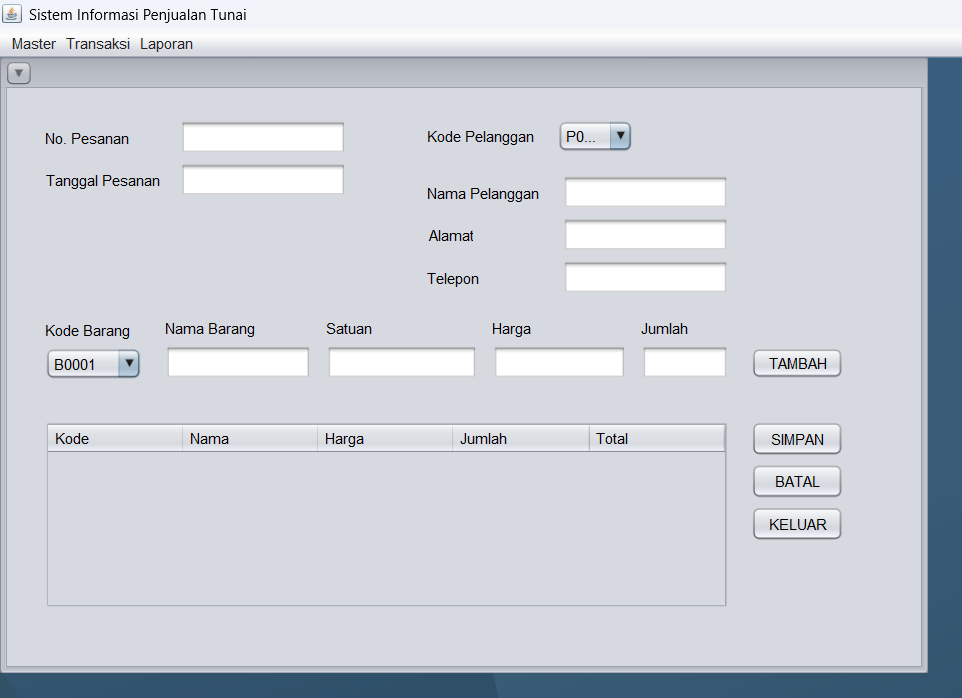 Sistem Informasi Penjualan Tunai
Master Transaksi Laporan
No. Pesanan
Kode Pelanggan P0...
Tanggal Pesanan
Nama Pelanggan
Alamat
Telepon
Kode Barang Nama Barang Satuan Harga Jumlah
B0001 TAMBAH
Kode Nama Harga Jumlah Total SIMPAN
BATAL
KELUAR